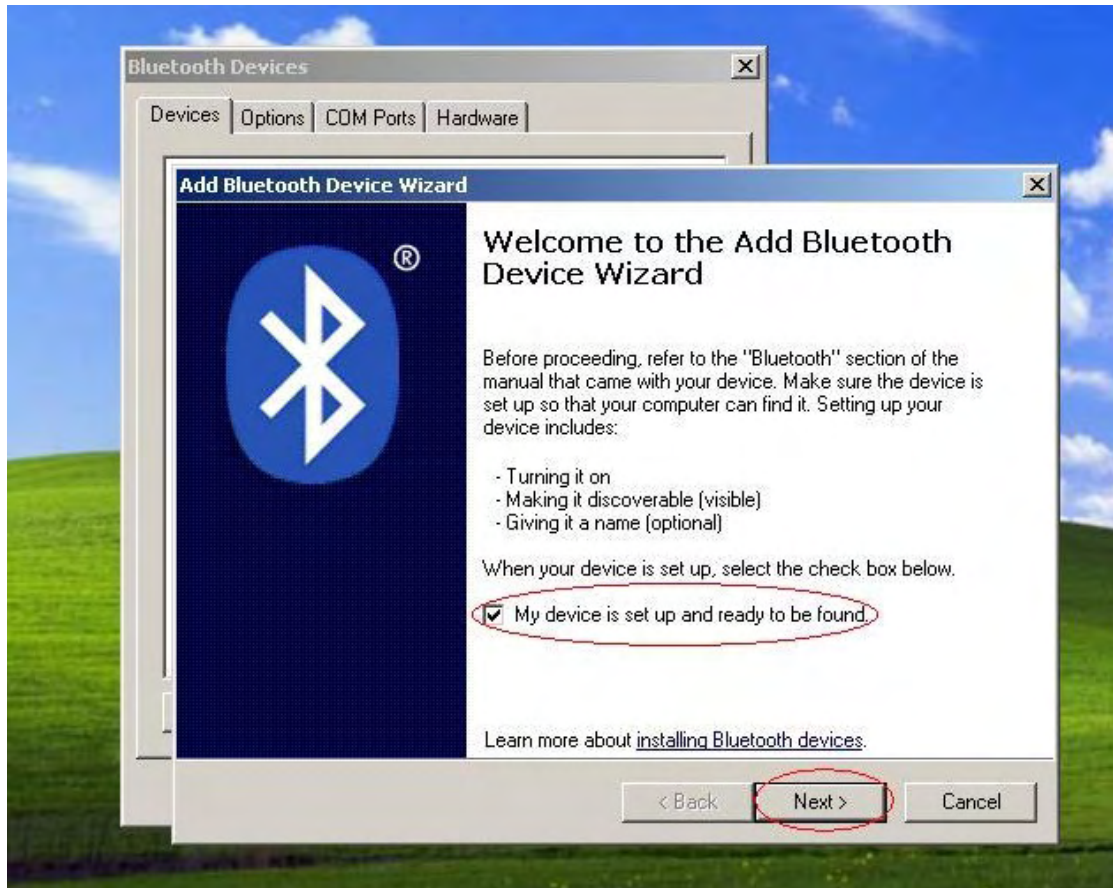 Bluetooth Devices
Devices Options COM Ports Hardware
Add Bluetooth Device Wizard
®
Welcome to the Add Bluetooth
Device Wizard
Before proceeding, refer to the "Bluetooth" section of the
manual that came with your device. Make sure the device is
set up so that your computer can find it. Setting up your
device includes:
- Turning it on
- Making it discoverable (visible)
- Giving it a name (optional)
When your device is set up, select the check box below.
My device is set up and ready to be found.
Learn more about installing Bluetooth devices.
< Back Next > Cancel